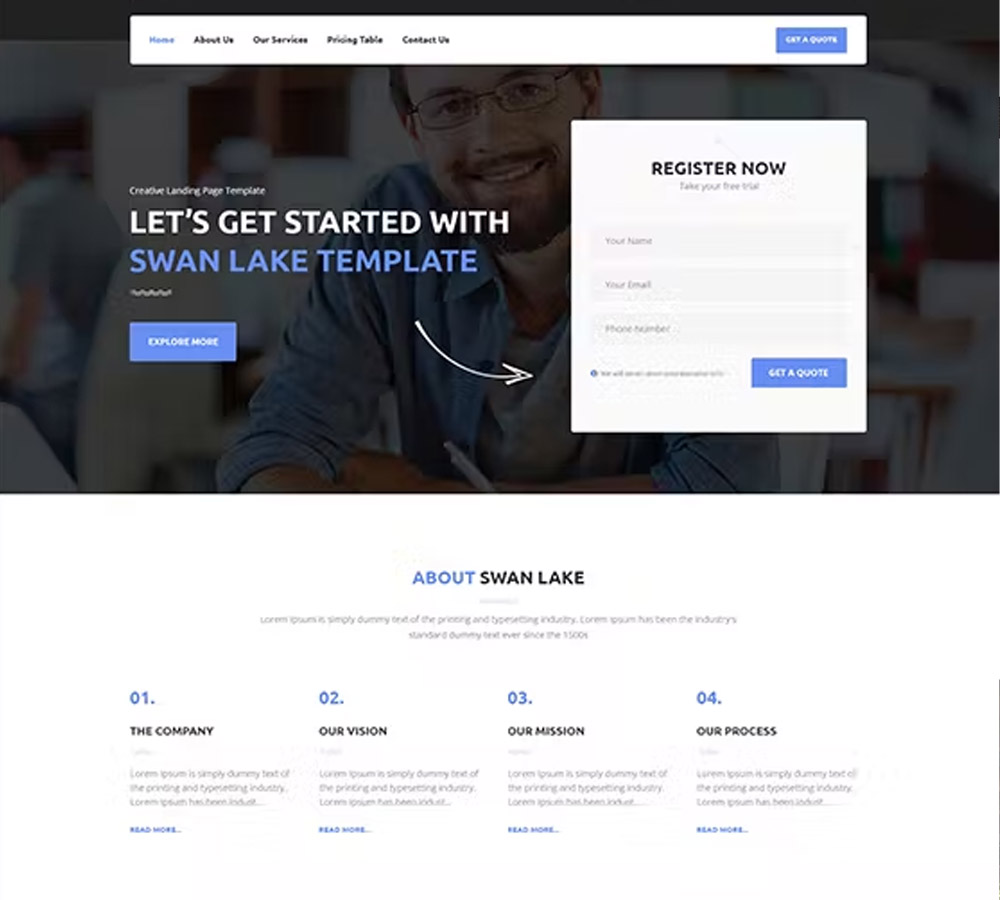 Home About Us Our Services Pricing Table Contact Us GET A QUOTE
Creative Landing Page Template
LET'S GET STARTED WITH
SWAN LAKE TEMPLATE
EXPLORE MORE
REGISTER NOW
Take your free trial
Your Name
Your Email
Phone Number
GET A QUOTE
ABOUT SWAN LAKE
Lorem Ipsum is simply dummy text of the printing and typesetting industry. Lorem Ipsum has been the industry's
standard dummy text ever since the 1500s
01.
THE COMPANY
Lorem Ipsum is simply dummy text of
the printing and typesetting industry.
Lorem Ipsum has been indust...
READ MORE...
02.
OUR VISION
Lorem Ipsum is simply dummy text of
the printing and typesetting industry.
Lorem Ipsum has been indust...
READ MORE...
03.
OUR MISSION
Lorem Ipsum is simply dummy text of
the printing and typesetting industry.
Lorem Ipsum has been indust...
READ MORE...
04.
OUR PROCESS
Lorem Ipsum is simply dummy text of
the printing and typesetting industry.
Lorem Ipsum has been indust...
READ MORE...